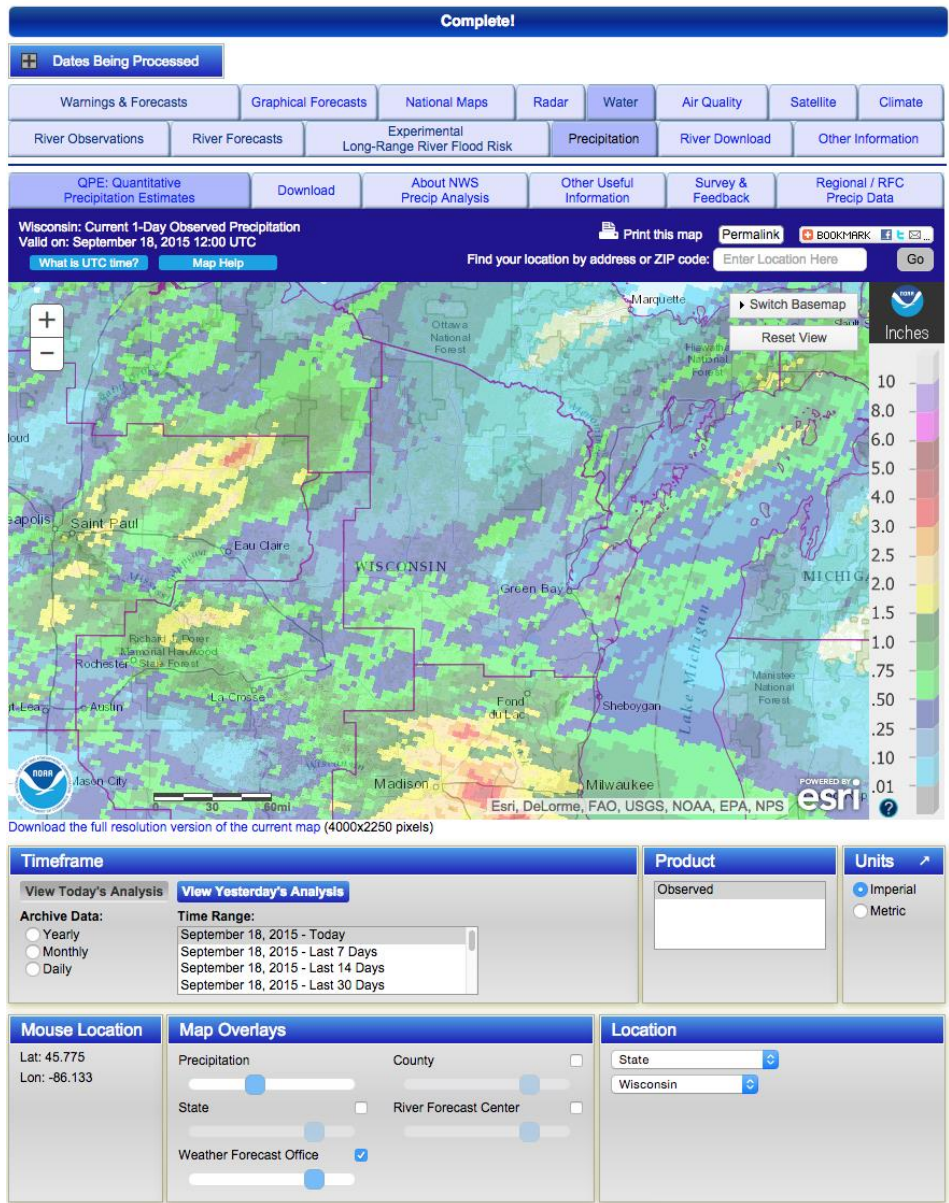 Complete!
Dates Being Processed
Warnings & Forecasts Graphical Forecasts National Maps Radar Water Air Quality Satellite Climate
River Observations River Forecasts Experimental Long-Range River Flood Risk Precipitation River Download Other Information
QPE: Quantitative Precipitation Estimates Download About NWS Precip Analysis Other Useful Information Survey & Feedback Regional / RFC Precip Data
Wisconsin: Current 1-Day Observed Precipitation
Valid on: September 18, 2015 12:00 UTC
Print this map Permalink BOOKMARK
What is UTC time? Map Help
Find your location by address or ZIP code: Enter Location Here Go
+
−
Marquette
Switch Basemap
Reset View
NOAA
Inches
Ottawa
National
Forest
National
Forest
10
8.0
6.0
5.0
4.0
3.0
2.5
2.0
1.5
1.0
.75
.50
.25
.10
.01
loud
eapolis
Saint Paul
Eau Claire
WISCONSIN
Green Bay
MICHIG
Lake Michigan
Richard J. Dorer
Memorial Hardwood
State Forest
Rochester
La Crosse
Austin
Fond
du Lac
Sheboygan
Manistee
National
Forest
Wisconsin
Mason City
Madison
Milwaukee
NOAA
0 30 60mi
Esri, DeLorme, FAO, USGS, NOAA, EPA, NPS
POWERED BY
esri
?
Download the full resolution version of the current map (4000x2250 pixels)
Timeframe
View Today's Analysis View Yesterday's Analysis
Archive Data:
Yearly
Monthly
Daily
Time Range:
September 18, 2015 - Today
September 18, 2015 - Last 7 Days
September 18, 2015 - Last 14 Days
September 18, 2015 - Last 30 Days
Product
Observed
Units
Imperial
Metric
Mouse Location
Lat: 45.775
Lon: -86.133
Map Overlays
Precipitation
County
State
River Forecast Center
Weather Forecast Office
Location
State
Wisconsin